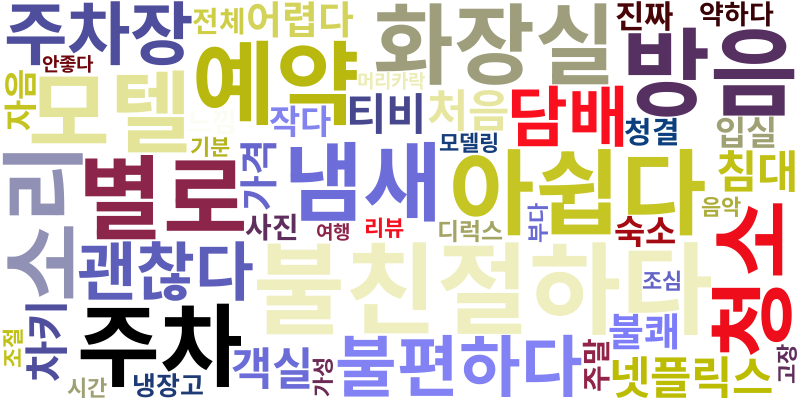 주차장
전체
어렵다
화장실
진짜
약하다
안좋다
예약
머리카락
방음
자음
모텔
작다
티비
처음
담배
청결
입실
기분
모델링
소리
별로
가격
냄새
아쉽다
침대
음악
사진
여행
리뷰
디럭스
부다
숙소
청소
괜찮다
불친절하다
조심
차키
주차
조절
객실
가성
불편하다
주말
불쾌
넷플릭스
고장
시간
냉장고